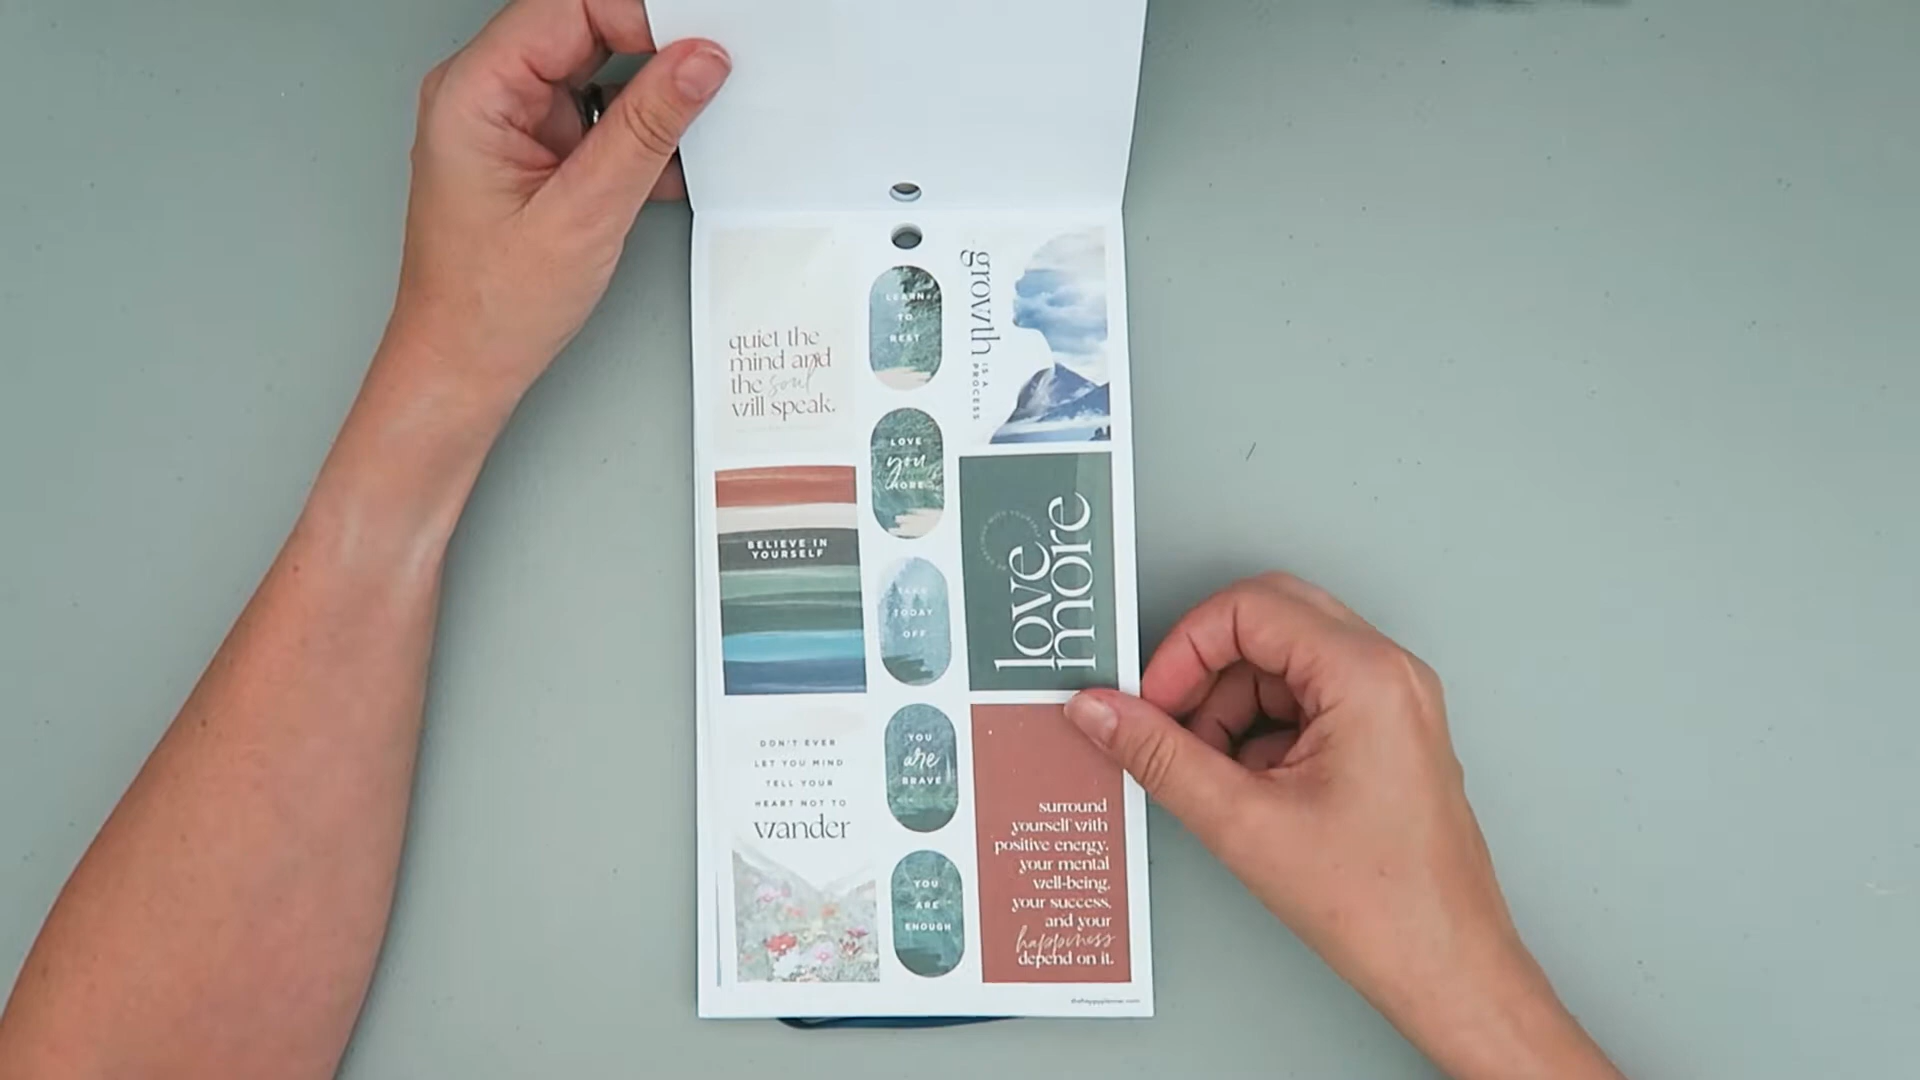 quiet the
mind and
the soul
will speak.
BELIEVE IN
YOURSELF
DON'T EVER
LET YOU MIND
TELL YOUR
HEART NOT TO
wander
LEARN
TO
REST
LOVE
you
MORE
TAKE
TODAY
OFF
YOU
are
BRAVE
YOU
ARE
ENOUGH
growth
IS A
PROCESS
love
more
surround
yourself with
positive energy.
your mental
well-being,
your success,
and your
happiness
depend on it.
thehappyplanner.com